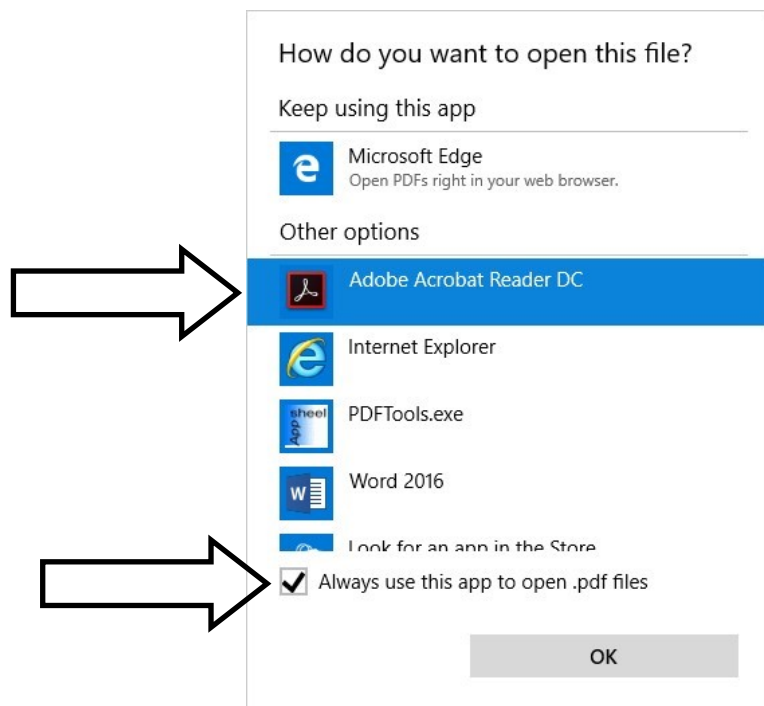 How do you want to open this file?
Keep using this app
Microsoft Edge
Open PDFs right in your web browser.
Other options
Adobe Acrobat Reader DC
Internet Explorer
App sheel
PDFTools.exe
W
Word 2016
Look for an app in the Store
Always use this app to open .pdf files
OK